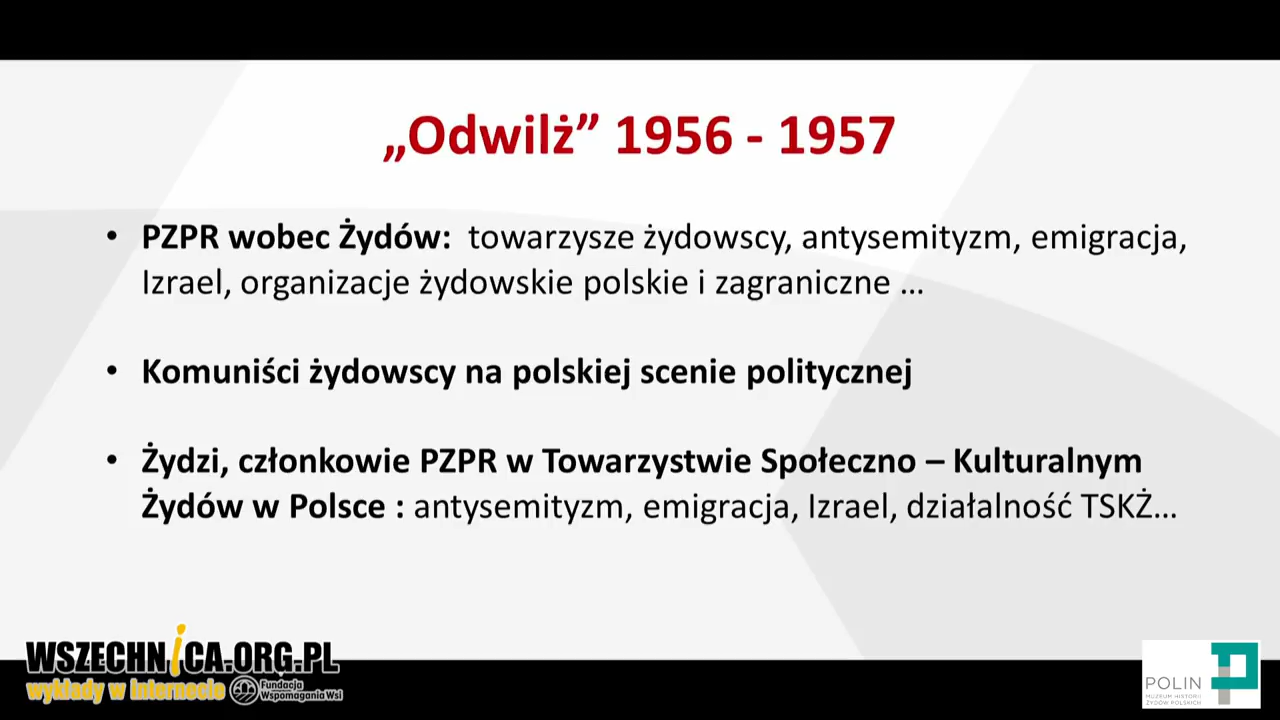 „Odwilż” 1956 - 1957
• PZPR wobec Żydów: towarzysze żydowscy, antysemityzm, emigracja,
Izrael, organizacje żydowskie polskie i zagraniczne ...
• Komuniści żydowscy na polskiej scenie politycznej
• Żydzi, członkowie PZPR w Towarzystwie Społeczno – Kulturalnym
Żydów w Polsce : antysemityzm, emigracja, Izrael, działalność TSKŻ...
WSZECHNiCA.ORG.PL
wykłady w internecie
Fundacja
Wspomagania Wsi
POLIN
MUZEUM HISTORII
ŻYDÓW POLSKICH